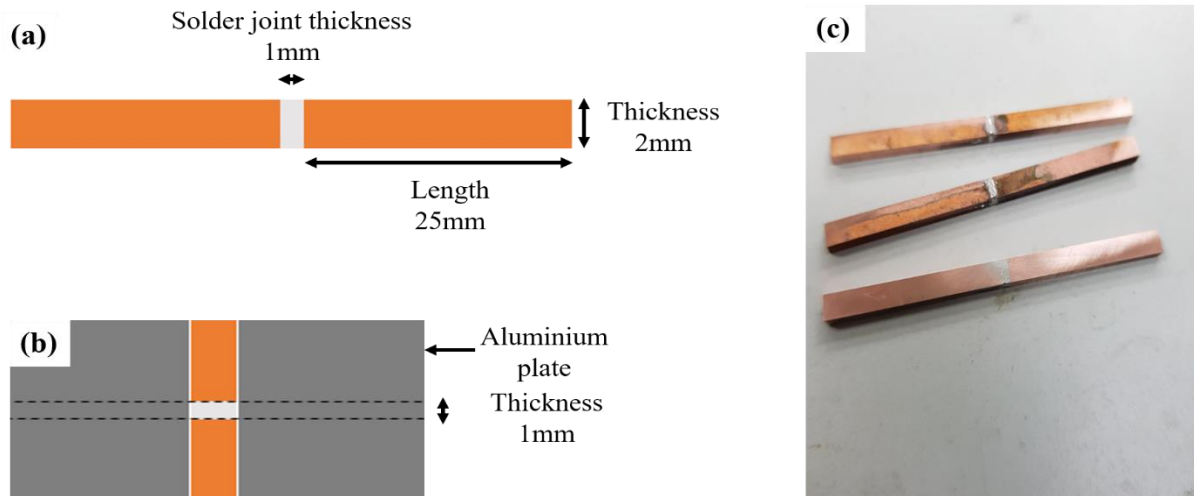 (a)
Solder joint thickness
1mm
Thickness
2mm
Length
25mm
(b)
Aluminium
plate
Thickness
1mm
(c)